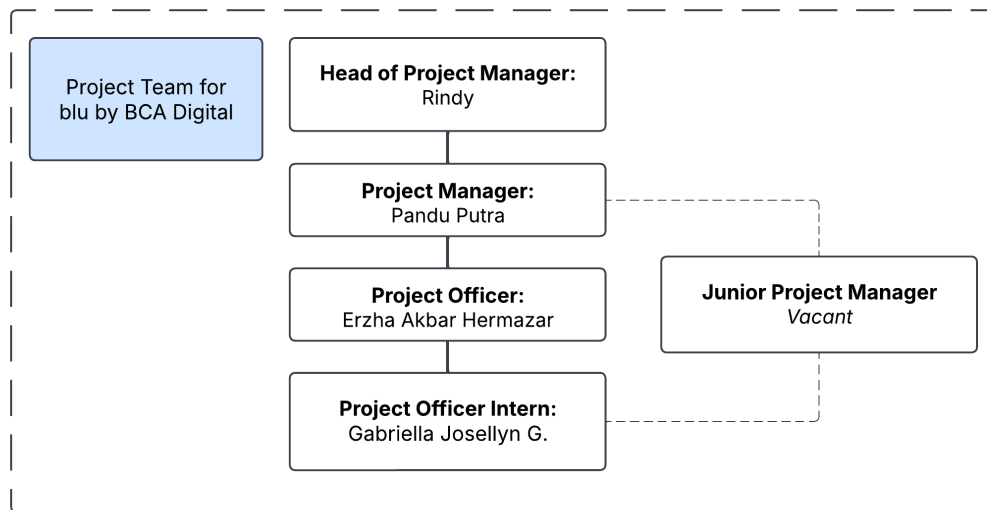 Project Team for
blu by BCA Digital
Head of Project Manager:
Rindy
Project Manager:
Pandu Putra
Project Officer:
Erzha Akbar Hermazar
Junior Project Manager
Vacant
Project Officer Intern:
Gabriella Josellyn G.